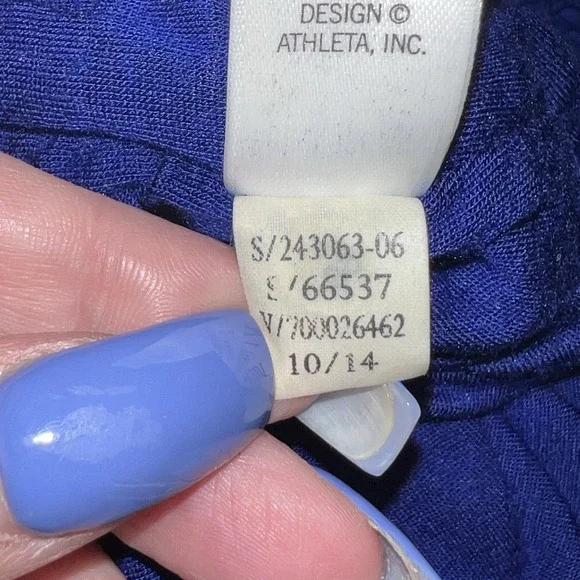 DESIGN ©
ATHLETA, INC.
S/243063-06
S/66537
V/700026462
10/14